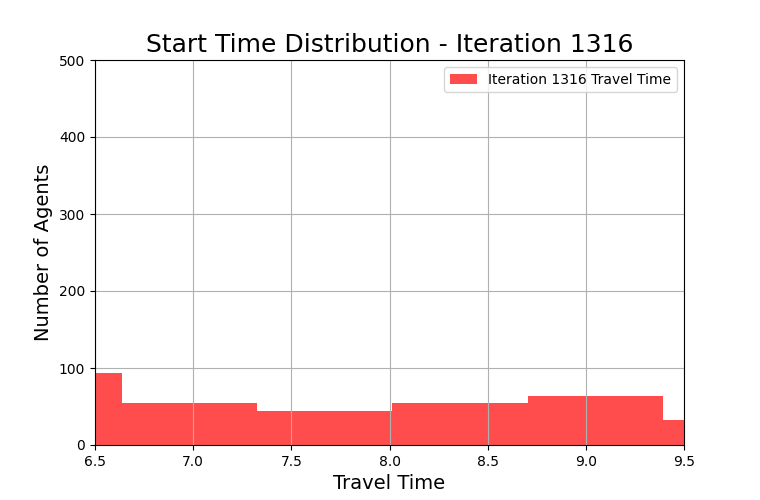 Start Time Distribution - Iteration 1316
Iteration 1316 Travel Time
Number of Agents
500
400
300
200
100
0
6.5 7.0 7.5 8.0 8.5 9.0 9.5
Travel Time